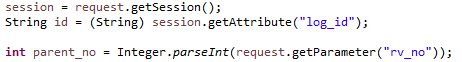 session = request.getSession();
String id = (String) session.getAttribute("log_id");
int parent_no = Integer.parseInt(request.getParameter("rv_no"));